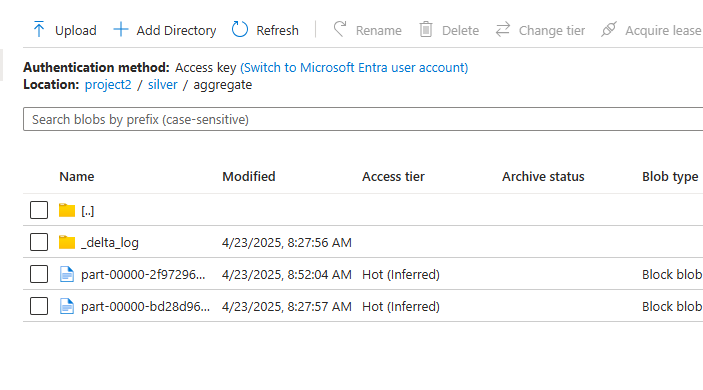 Upload Add Directory Refresh Rename Delete Change tier Acquire lease
Authentication method: Access key (Switch to Microsoft Entra user account)
Location: project2 / silver / aggregate
Search blobs by prefix (case-sensitive)
Name Modified Access tier Archive status Blob type
[..]
_delta_log 4/23/2025, 8:27:56 AM
part-00000-2f97296... 4/23/2025, 8:52:04 AM Hot (Inferred) Block blob
part-00000-bd28d96... 4/23/2025, 8:27:57 AM Hot (Inferred) Block blob